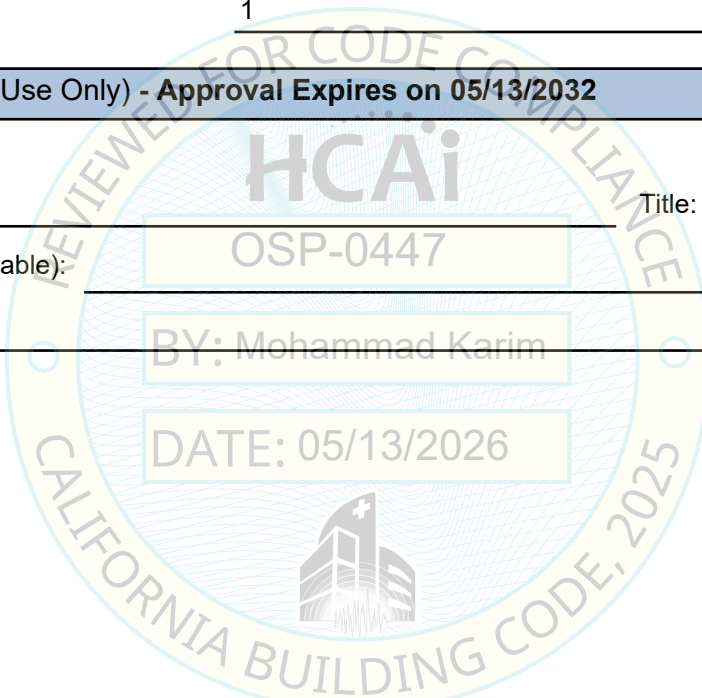 1
Use Only) - Approval Expires on 05/13/2032
REVIEWED FOR CODE COMPLIANCE
HCAi
Title:
OSP-0447
able):
BY: Mohammad Karim
DATE: 05/13/2026
CALIFORNIA BUILDING CODE, 2025